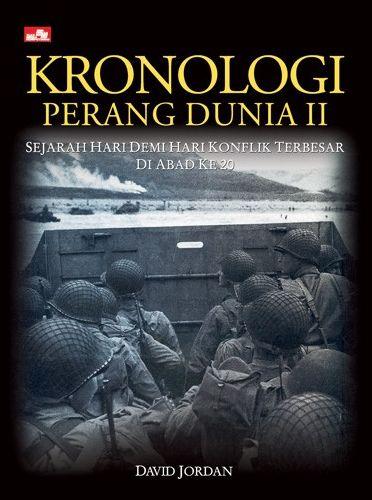 KRONOLOGI
PERANG DUNIA II
SEJARAH HARI DEMI HARI KONFLIK TERBESAR
DI ABAD KE 20
DAVID JORDAN